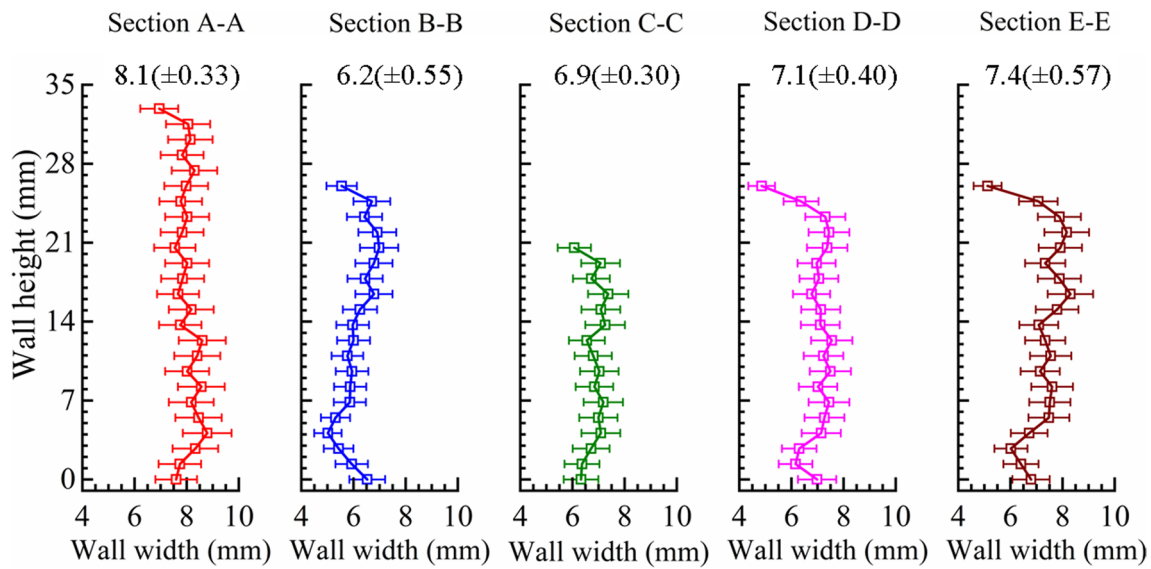 Section A-A Section B-B Section C-C Section D-D Section E-E
8.1(±0.33) 6.2(±0.55) 6.9(±0.30) 7.1(±0.40) 7.4(±0.57)
35
28
21
14
7
0
Wall height (mm)
4 6 8 10 4 6 8 10 4 6 8 10 4 6 8 10 4 6 8 10
Wall width (mm) Wall width (mm) Wall width (mm) Wall width (mm) Wall width (mm)